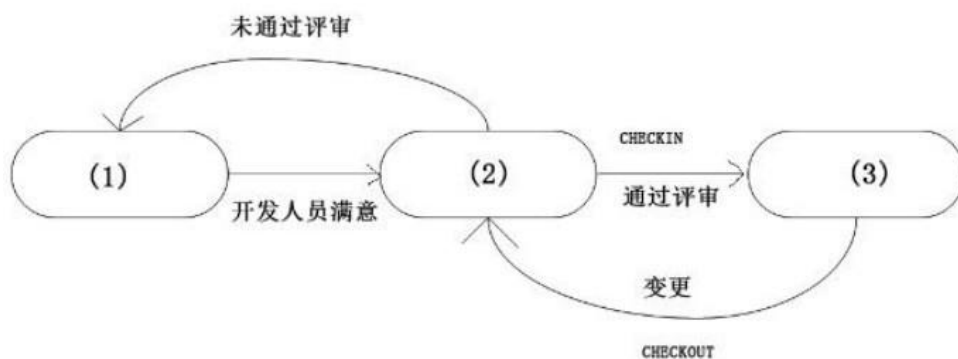 未通过评审
(1)
开发人员满意
(2)
CHECKIN
通过评审
(3)
变更
CHECKOUT